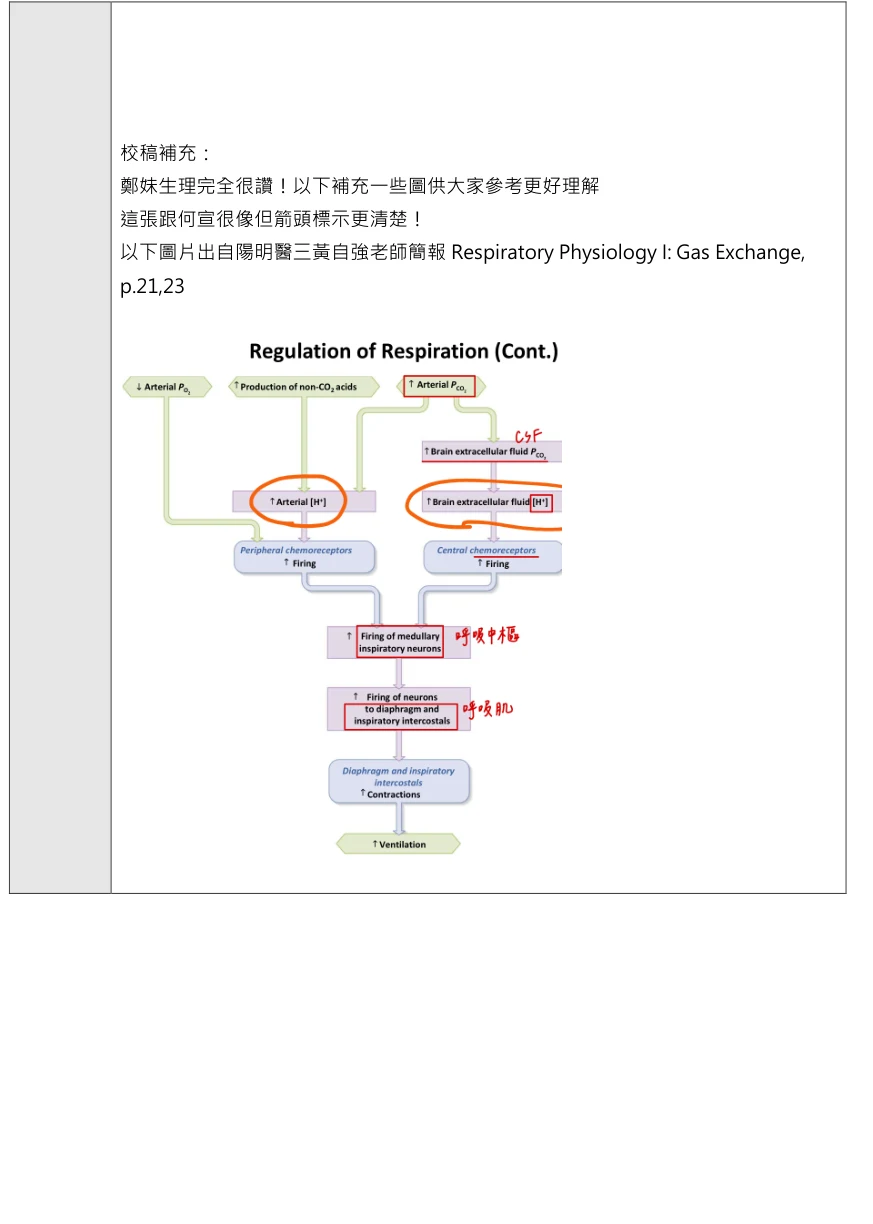 校稿補充：
鄭妹生理完全很讚！以下補充一些圖供大家參考更好理解
這張跟何宣很像但箭頭標示更清楚！
以下圖片出自陽明醫三黃自強老師簡報 Respiratory Physiology I: Gas Exchange,
p.21,23
Regulation of Respiration (Cont.)
↓ Arterial PO₂
↑ Production of non-CO₂ acids
↑ Arterial PCO₂
CSF
↑ Brain extracellular fluid PCO₂
↑ Arterial [H⁺]
↑ Brain extracellular fluid [H⁺]
Peripheral chemoreceptors
↑ Firing
Central chemoreceptors
↑ Firing
↑ Firing of medullary
inspiratory neurons
呼吸中樞
↑ Firing of neurons
to diaphragm and
inspiratory intercostals
呼吸肌
Diaphragm and inspiratory
intercostals
↑ Contractions
↑ Ventilation